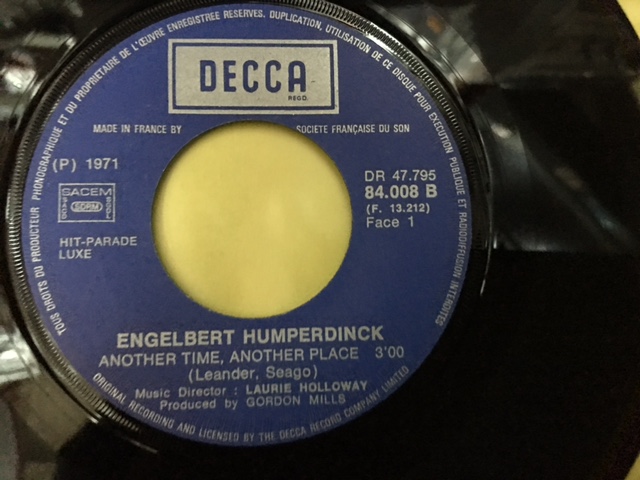 TOUS DROITS DU PRODUCTEUR PHONOGRAPHIQUE ET DU PROPRIETAIRE DE L'ŒUVRE ENREGISTREE RESERVES. DUPLICATION, UTILISATION DE CE DISQUE POUR EXECUTION PUBLIQUE ET RADIODIFFUSION INTERDITES
DECCA
REGD.
MADE IN FRANCE BY SOCIETE FRANÇAISE DU SON
(P) 1971
DR 47.795
84.008 B
(F. 13.212)
Face 1
SACEM
SDRM
SACD
HIT-PARADE
LUXE
ENGELBERT HUMPERDINCK
ANOTHER TIME, ANOTHER PLACE 3'00
(Leander, Seago)
Music Director : LAURIE HOLLOWAY
Produced by GORDON MILLS
ORIGINAL RECORDING AND LICENSED BY THE DECCA RECORD COMPANY LIMITED